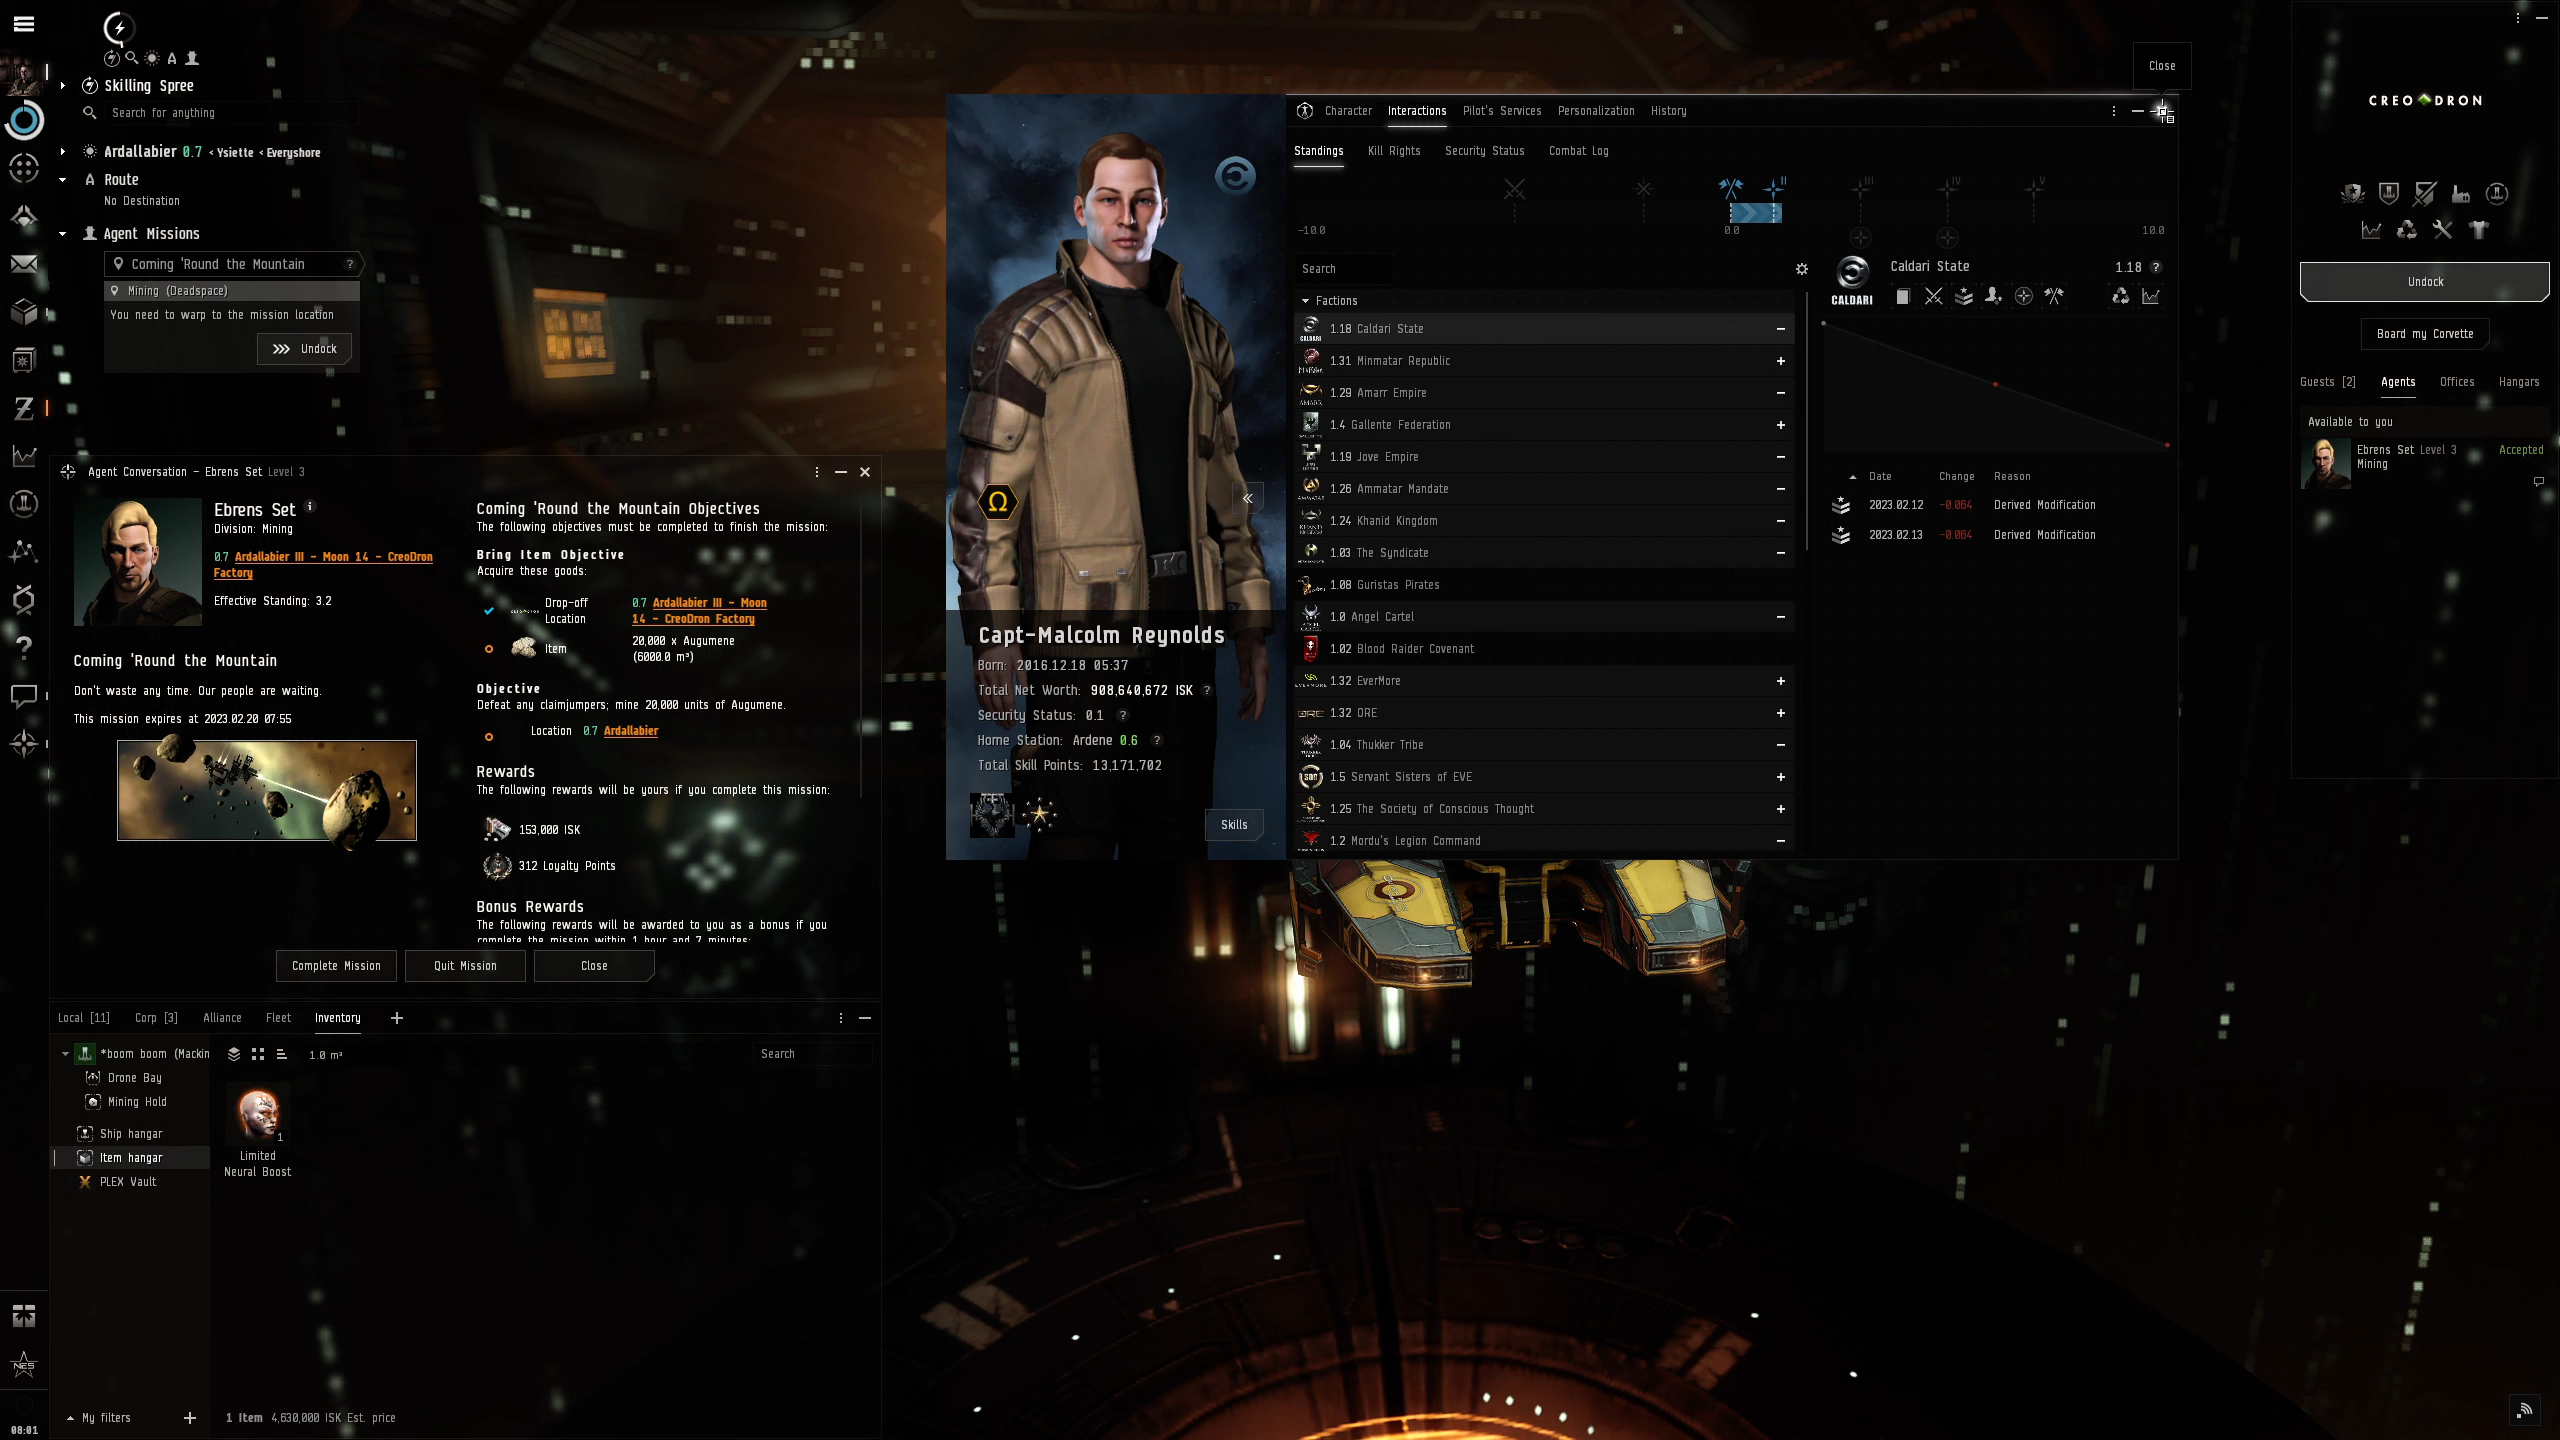 Skilling Spree
Search for anything
Ardallabier 0.7 < Ysiette < Everyshore
Route
No Destination
Agent Missions
Coming 'Round the Mountain ?
Mining (Deadspace)
You need to warp to the mission location
Undock
Agent Conversation - Ebrens Set Level 3
Ebrens Set
Division: Mining
0.7 Ardallabier III - Moon 14 - CreoDron
Factory
Effective Standing: 3.2
Coming 'Round the Mountain
Don't waste any time. Our people are waiting.
This mission expires at 2023.02.20 07:55
Coming 'Round the Mountain Objectives
The following objectives must be completed to finish the mission:
Bring Item Objective
Acquire these goods:
Drop-off
Location
0.7 Ardallabier III - Moon
14 - CreoDron Factory
Item
20,000 x Augumene
(6000.0 m³)
Objective
Defeat any claimjumpers; mine 20,000 units of Augumene.
Location 0.7 Ardallabier
Rewards
The following rewards will be yours if you complete this mission:
153,000 ISK
312 Loyalty Points
Bonus Rewards
The following rewards will be awarded to you as a bonus if you
complete the mission within 1 hour and 7 minutes:
Complete Mission
Quit Mission
Close
Local [11]
Corp [3]
Alliance
Fleet
Inventory
*boom boom (Mackin
Drone Bay
Mining Hold
Ship hangar
Item hangar
PLEX Vault
1.0 m³
Search
1
Limited
Neural Boost
My filters
1 Item 4,630,000 ISK Est. price
NES
08:01
Capt-Malcolm Reynolds
Born: 2016.12.18 05:37
Total Net Worth: 908,640,672 ISK ?
Security Status: 0.1 ?
Home Station: Ardene 0.6 ?
Total Skill Points: 13,171,702
Skills
Close
Character
Interactions
Pilot's Services
Personalization
History
Standings
Kill Rights
Security Status
Combat Log
II
III
IV
V
-10.0
0.0
10.0
Search
Factions
1.18 Caldari State
1.31 Minmatar Republic
1.29 Amarr Empire
1.4 Gallente Federation
1.19 Jove Empire
1.26 Ammatar Mandate
1.24 Khanid Kingdom
1.03 The Syndicate
1.08 Guristas Pirates
1.0 Angel Cartel
1.02 Blood Raider Covenant
1.32 EverMore
1.32 ORE
1.04 Thukker Tribe
1.5 Servant Sisters of EVE
1.25 The Society of Conscious Thought
1.2 Mordu's Legion Command
CALDARI
Caldari State
1.18 ?
Date
Change
Reason
2023.02.12 -0.064 Derived Modification
2023.02.13 -0.064 Derived Modification
CREODRON
Undock
Board my Corvette
Guests [2]
Agents
Offices
Hangars
Available to you
Ebrens Set Level 3
Accepted
Mining